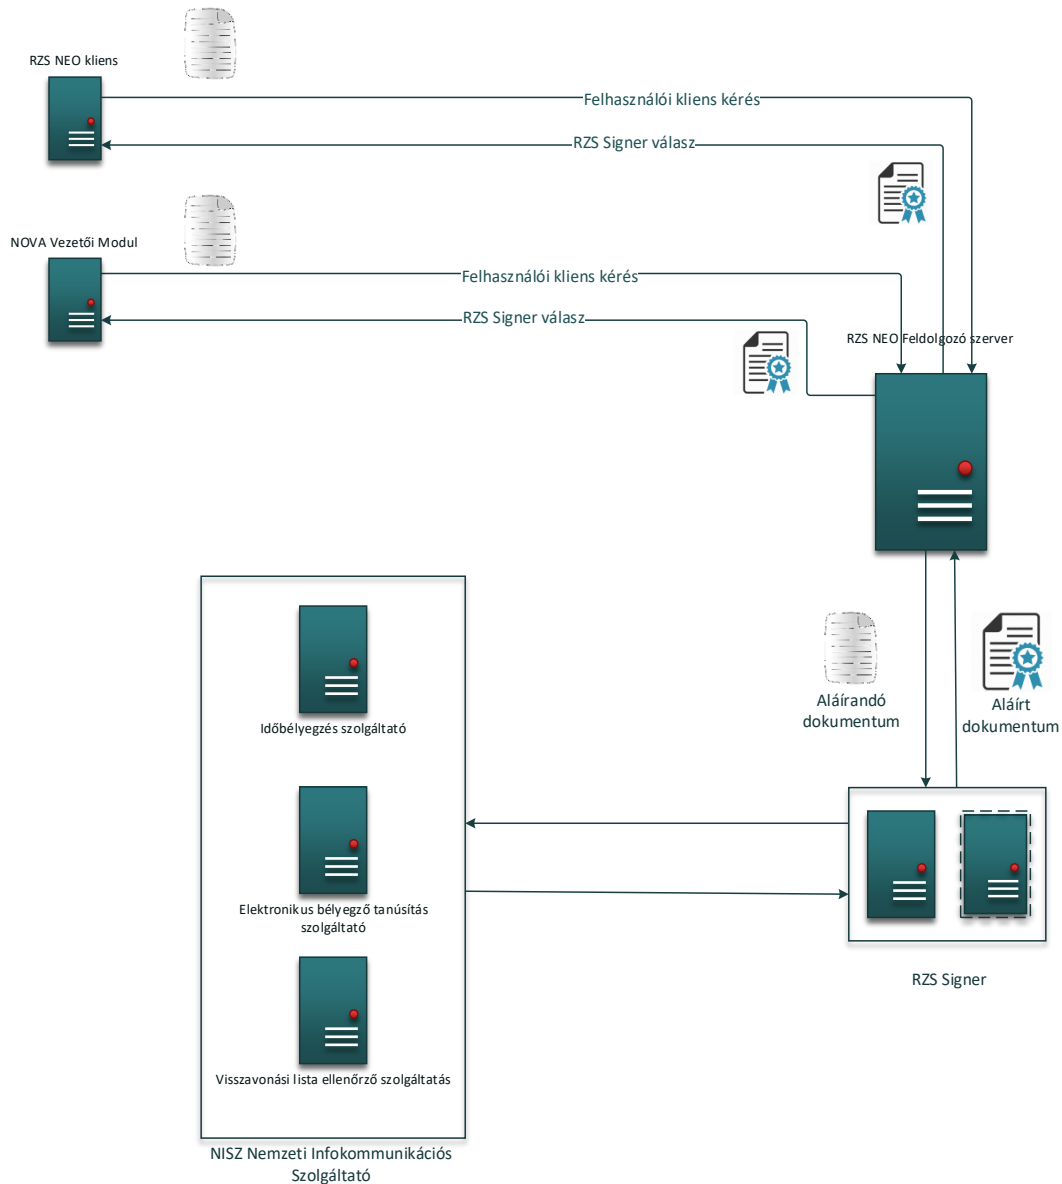 RZS NEO kliens
Felhasználói kliens kérés
RZS Signer válasz
NOVA Vezetői Modul
Felhasználói kliens kérés
RZS Signer válasz
RZS NEO Feldolgozó szerver
Aláírandó
dokumentum
Aláírt
dokumentum
Időbélyegzés szolgáltató
Elektronikus bélyegző tanúsítás
szolgáltató
Visszavonási lista ellenőrző szolgáltatás
RZS Signer
NISZ Nemzeti Infokommunikációs
Szolgáltató